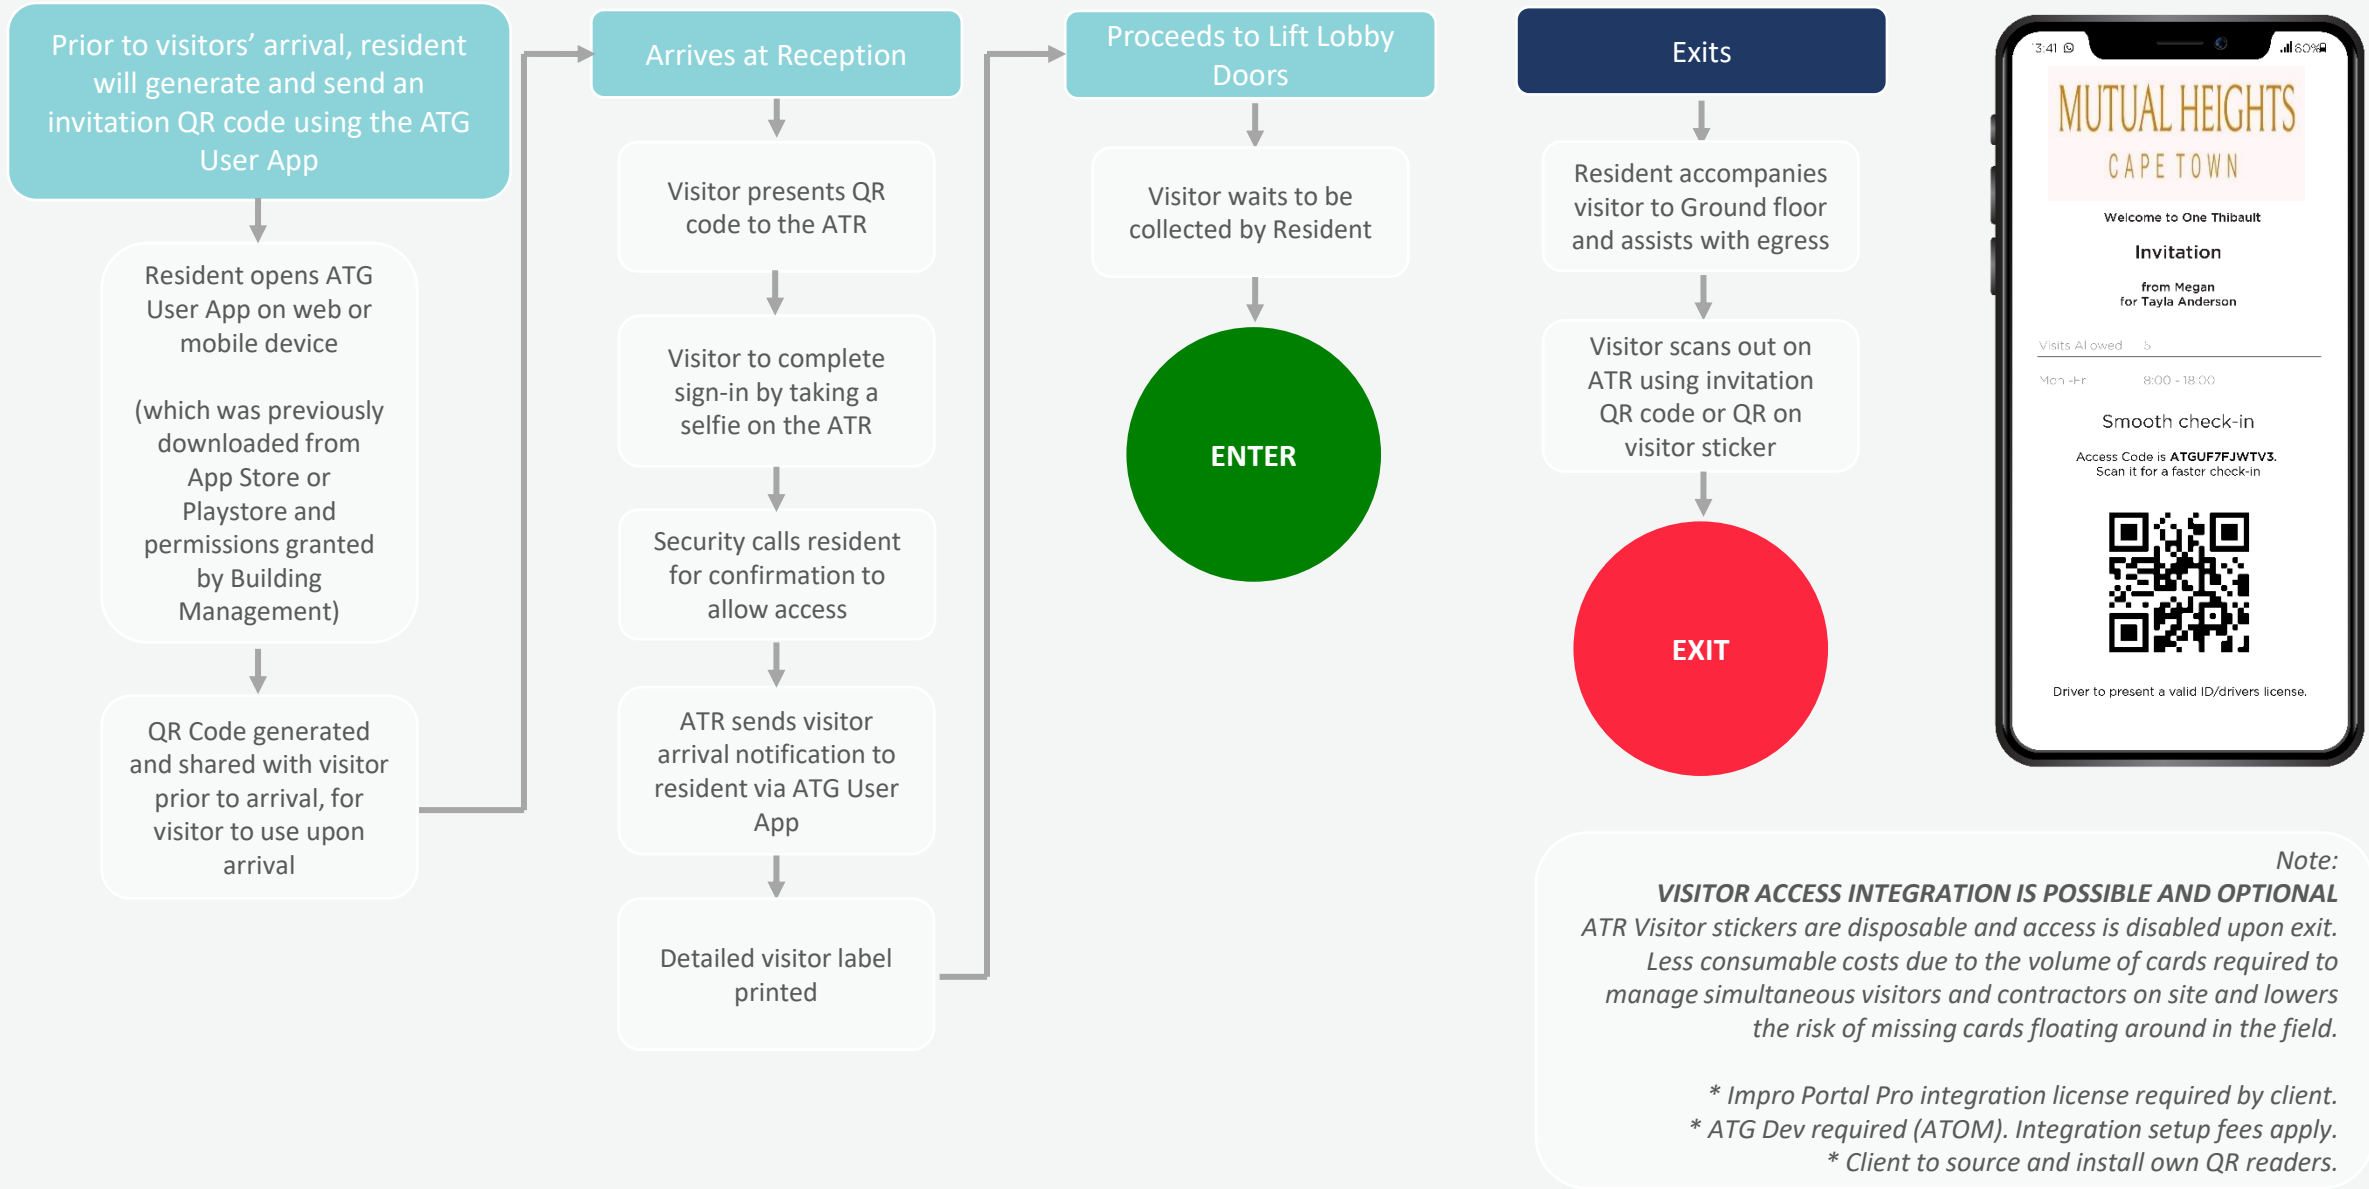 Prior to visitors’ arrival, resident
will generate and send an
invitation QR code using the ATG
User App
Resident opens ATG
User App on web or
mobile device
(which was previously
downloaded from
App Store or
Playstore and
permissions granted
by Building
Management)
QR Code generated
and shared with visitor
prior to arrival, for
visitor to use upon
arrival
Arrives at Reception
Visitor presents QR
code to the ATR
Visitor to complete
sign-in by taking a
selfie on the ATR
Security calls resident
for confirmation to
allow access
ATR sends visitor
arrival notification to
resident via ATG User
App
Detailed visitor label
printed
Proceeds to Lift Lobby
Doors
Visitor waits to be
collected by Resident
ENTER
Exits
Resident accompanies
visitor to Ground floor
and assists with egress
Visitor scans out on
ATR using invitation
QR code or QR on
visitor sticker
EXIT
3:41
60%
MUTUAL HEIGHTS
CAPE TOWN
Welcome to One Thibault
Invitation
from Megan
for Tayla Anderson
Visits Allowed 5
8:00 - 18:00
Smooth check-in
Access Code is ATGUF7FJWTV3.
Scan it for a faster check-in
Driver to present a valid ID/drivers license.
Note:
VISITOR ACCESS INTEGRATION IS POSSIBLE AND OPTIONAL
ATR Visitor stickers are disposable and access is disabled upon exit.
Less consumable costs due to the volume of cards required to
manage simultaneous visitors and contractors on site and lowers
the risk of missing cards floating around in the field.
* Impro Portal Pro integration license required by client.
* ATG Dev required (ATOM). Integration setup fees apply.
* Client to source and install own QR readers.